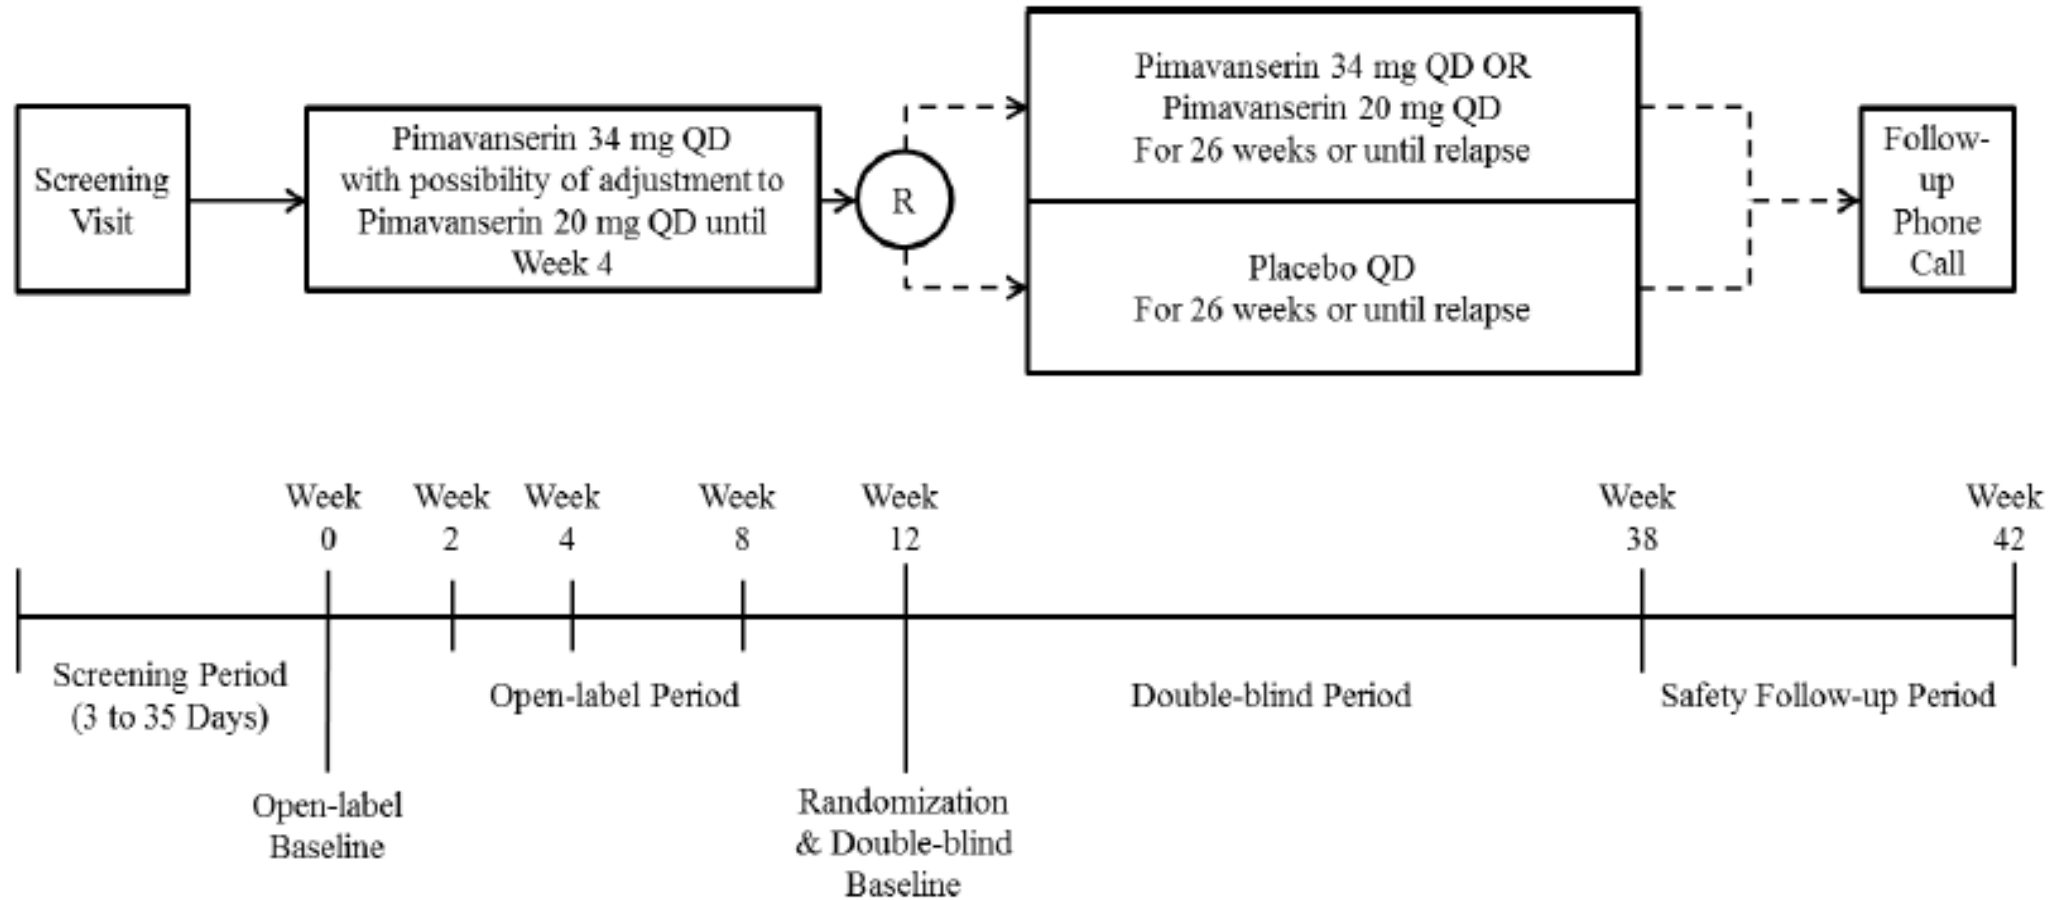 Screening
Visit
Pimavanserin 34 mg QD
with possibility of adjustment to
Pimavanserin 20 mg QD until
Week 4
R
Pimavanserin 34 mg QD OR
Pimavanserin 20 mg QD
For 26 weeks or until relapse
Placebo QD
For 26 weeks or until relapse
Follow-
up
Phone
Call
Week
0
Week
2
Week
4
Week
8
Week
12
Week
38
Week
42
Screening Period
(3 to 35 Days)
Open-label Period
Double-blind Period
Safety Follow-up Period
Open-label
Baseline
Randomization
& Double-blind
Baseline